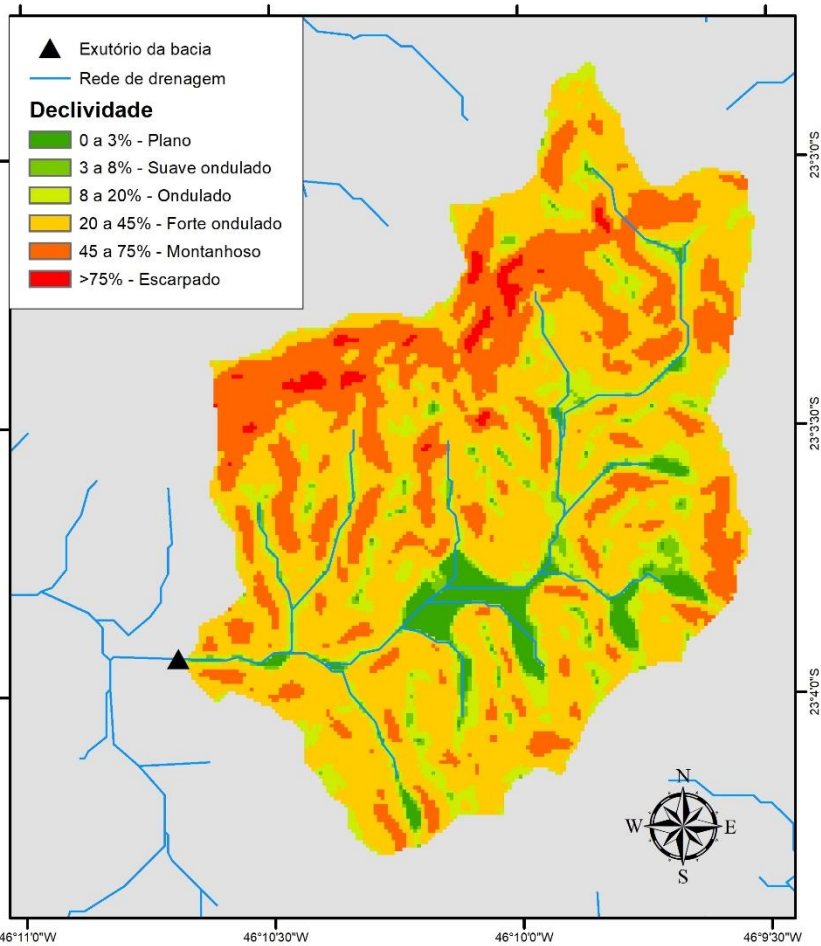 Exutório da bacia
Rede de drenagem
Declividade
0 a 3% - Plano
3 a 8% - Suave ondulado
8 a 20% - Ondulado
20 a 45% - Forte ondulado
45 a 75% - Montanhoso
>75% - Escarpado
23°3'0"S
23°3'30"S
23°4'0"S
N
W E
S
46°11'0"W 46°10'30"W 46°10'0"W 46°9'30"W